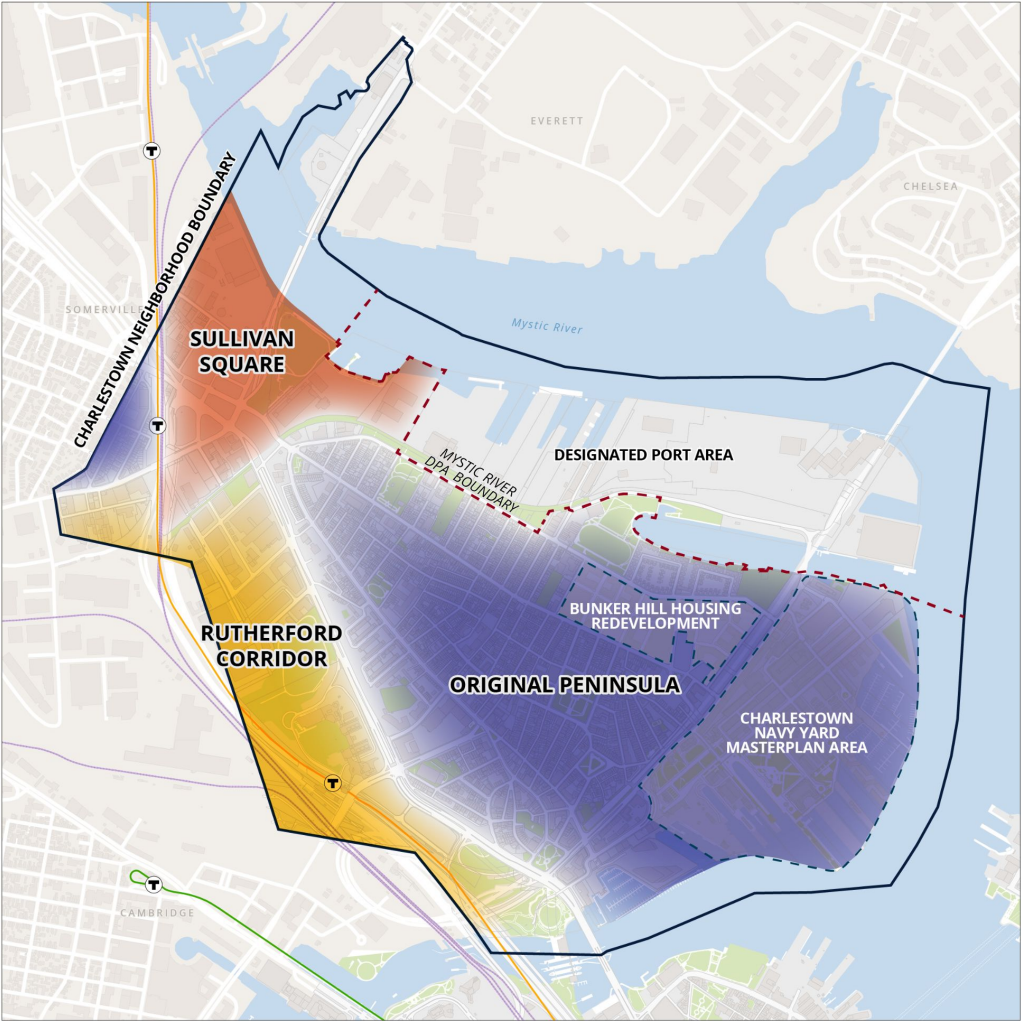 EVERETT
CHELSEA
CHARLESTOWN NEIGHBORHOOD BOUNDARY
SOMERVILLE
Mystic River
SULLIVAN
SQUARE
T
T
T
T
MYSTIC RIVER
DPA BOUNDARY
DESIGNATED PORT AREA
BUNKER HILL HOUSING
REDEVELOPMENT
RUTHERFORD
CORRIDOR
ORIGINAL PENINSULA
CHARLESTOWN
NAVY YARD
MASTERPLAN AREA
CAMBRIDGE